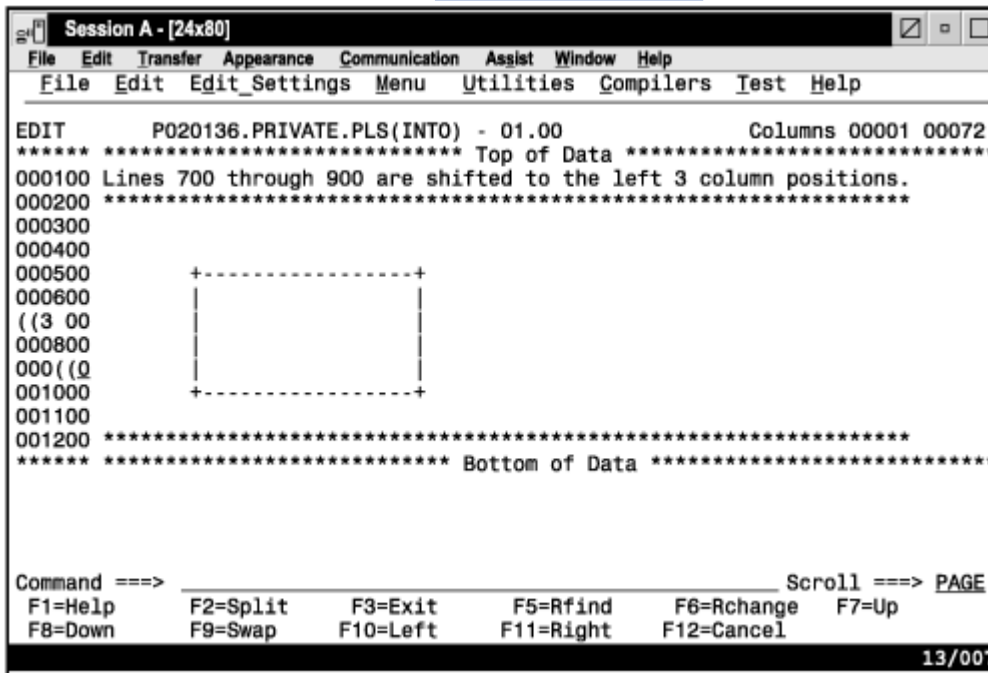 Session A - [24x80]
File Edit Transfer Appearance Communication Assist Window Help
File Edit Edit_Settings Menu Utilities Compilers Test Help
EDIT P020136.PRIVATE.PLS(INTO) - 01.00 Columns 00001 00072
****** ***************************** Top of Data ******************************
000100 Lines 700 through 900 are shifted to the left 3 column positions.
000200 *****************************************************************
000300
000400
000500 +-----------------+
000600 | |
((3 00 | |
000800 | |
000((0 | |
001000 +-----------------+
001100
001200 *****************************************************************
****** **************************** Bottom of Data ****************************
Command ===> Scroll ===> PAGE
F1=Help F2=Split F3=Exit F5=Rfind F6=Rchange F7=Up
F8=Down F9=Swap F10=Left F11=Right F12=Cancel
13/007